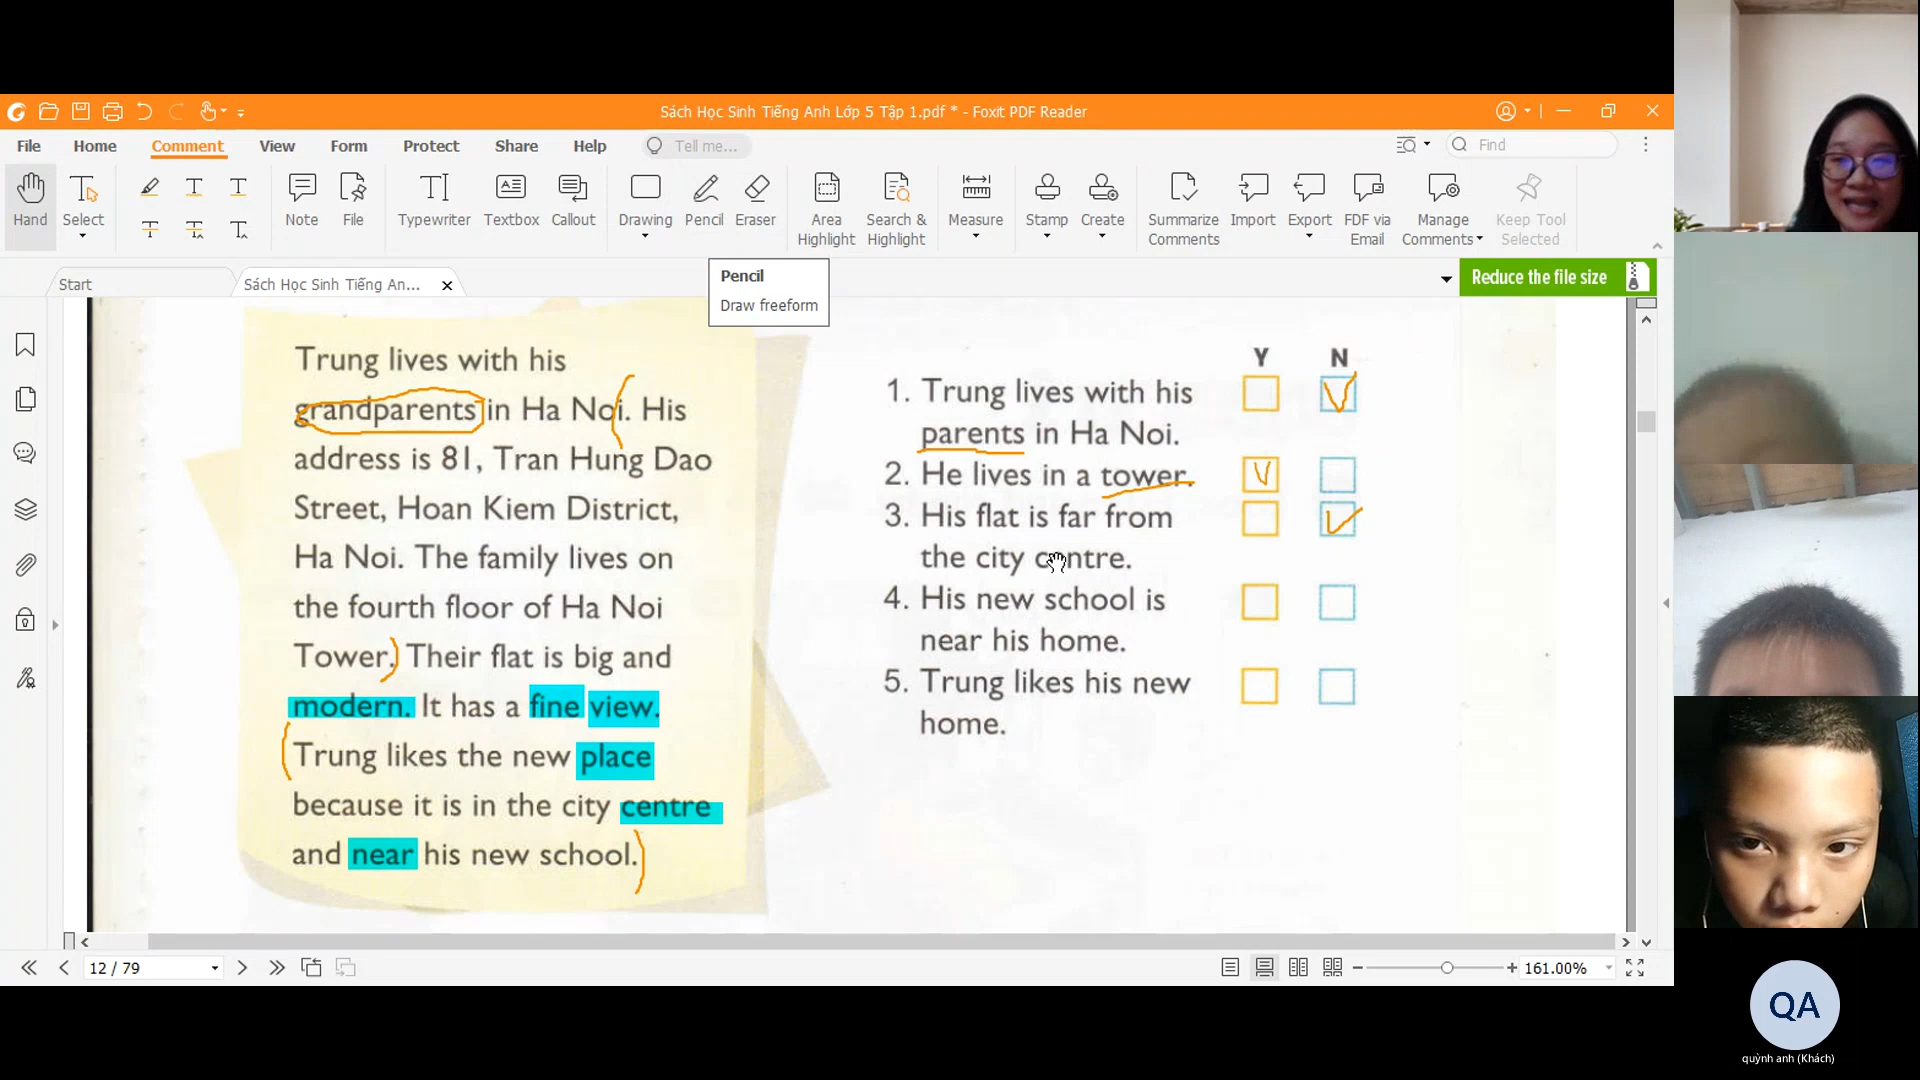 Sách Học Sinh Tiếng Anh Lớp 5 Tập 1.pdf * - Foxit PDF Reader
File Home Comment View Form Protect Share Help Tell me... Find
Hand Select Note File Typewriter Textbox Callout Drawing Pencil Eraser Area Highlight Search & Highlight Measure Stamp Create Summarize Comments Import Export FDF via Email Manage Comments Keep Tool Selected
Start Sách Học Sinh Tiếng An... Reduce the file size
Pencil
Draw freeform
Trung lives with his
grandparents in Ha Noi. His
address is 81, Tran Hung Dao
Street, Hoan Kiem District,
Ha Noi. The family lives on
the fourth floor of Ha Noi
Tower. Their flat is big and
modern. It has a fine view.
Trung likes the new place
because it is in the city centre
and near his new school.
Y N
1. Trung lives with his
parents in Ha Noi.
2. He lives in a tower.
3. His flat is far from
the city centre.
4. His new school is
near his home.
5. Trung likes his new
home.
12 / 79
161.00%
QA
quỳnh anh (Khách)